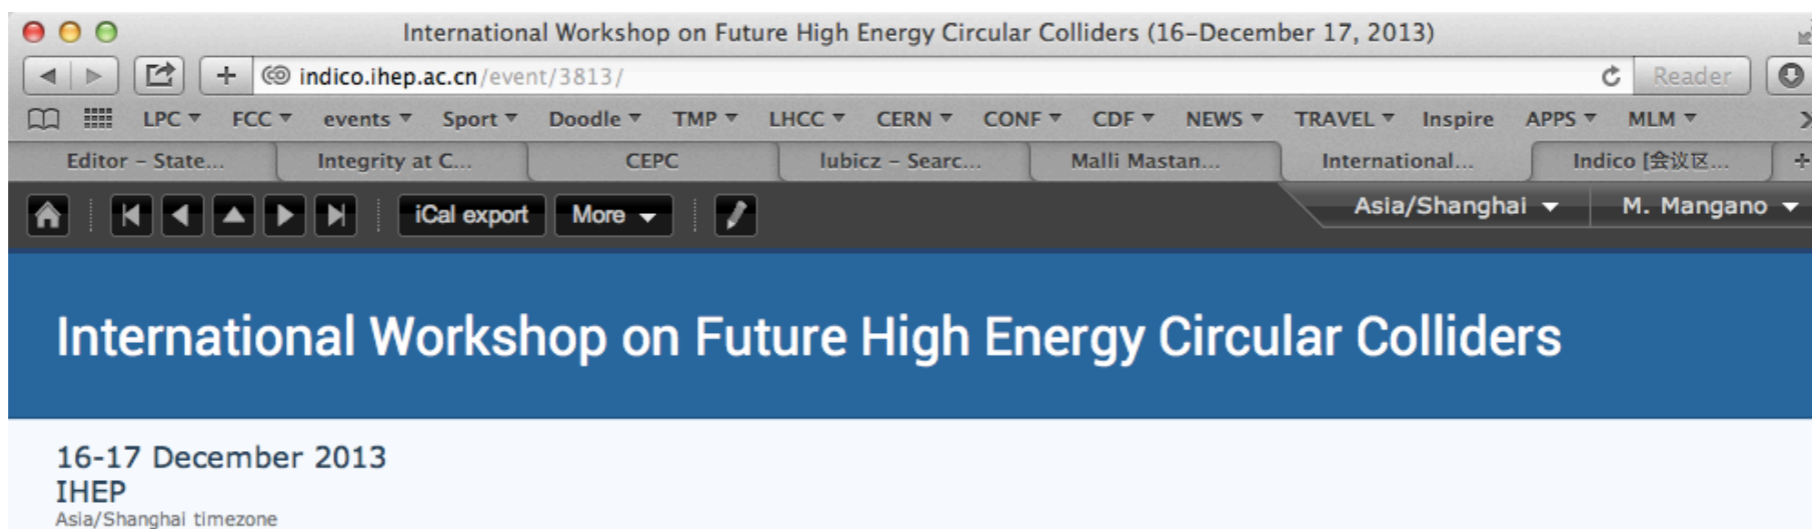 International Workshop on Future High Energy Circular Colliders (16–December 17, 2013)
indico.ihep.ac.cn/event/3813/ Reader
LPC FCC events Sport Doodle TMP LHCC CERN CONF CDF NEWS TRAVEL Inspire APPS MLM
Editor – State... Integrity at C... CEPC lubicz – Searc... Malli Mastan... International... Indico [会议区...
iCal export More Asia/Shanghai M. Mangano
International Workshop on Future High Energy Circular Colliders
16-17 December 2013
IHEP
Asia/Shanghai timezone